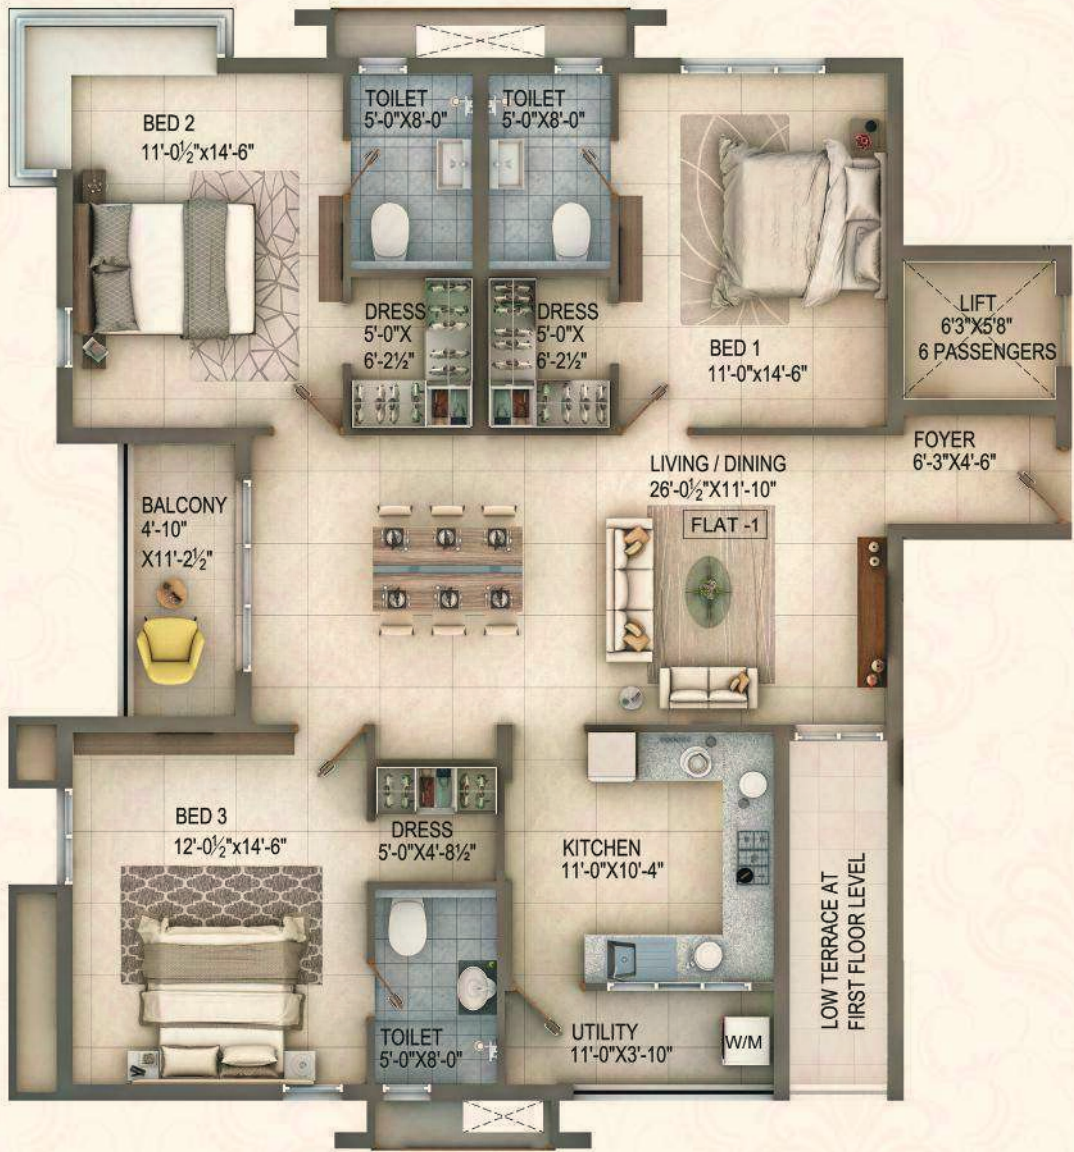 TOILET
5'-0"X8'-0"
TOILET
5'-0"X8'-0"
BED 2
11'-0½"x14'-6"
DRESS
5'-0"X
6'-2½"
DRESS
5'-0"X
6'-2½"
BED 1
11'-0"x14'-6"
LIFT
6'3"X5'8"
6 PASSENGERS
FOYER
6'-3"X4'-6"
LIVING / DINING
26'-0½"X11'-10"
FLAT -1
BALCONY
4'-10"
X11'-2½"
BED 3
12'-0½"x14'-6"
DRESS
5'-0"X4'-8½"
KITCHEN
11'-0"X10'-4"
LOW TERRACE AT
FIRST FLOOR LEVEL
TOILET
5'-0"X8'-0"
UTILITY
11'-0"X3'-10"
W/M